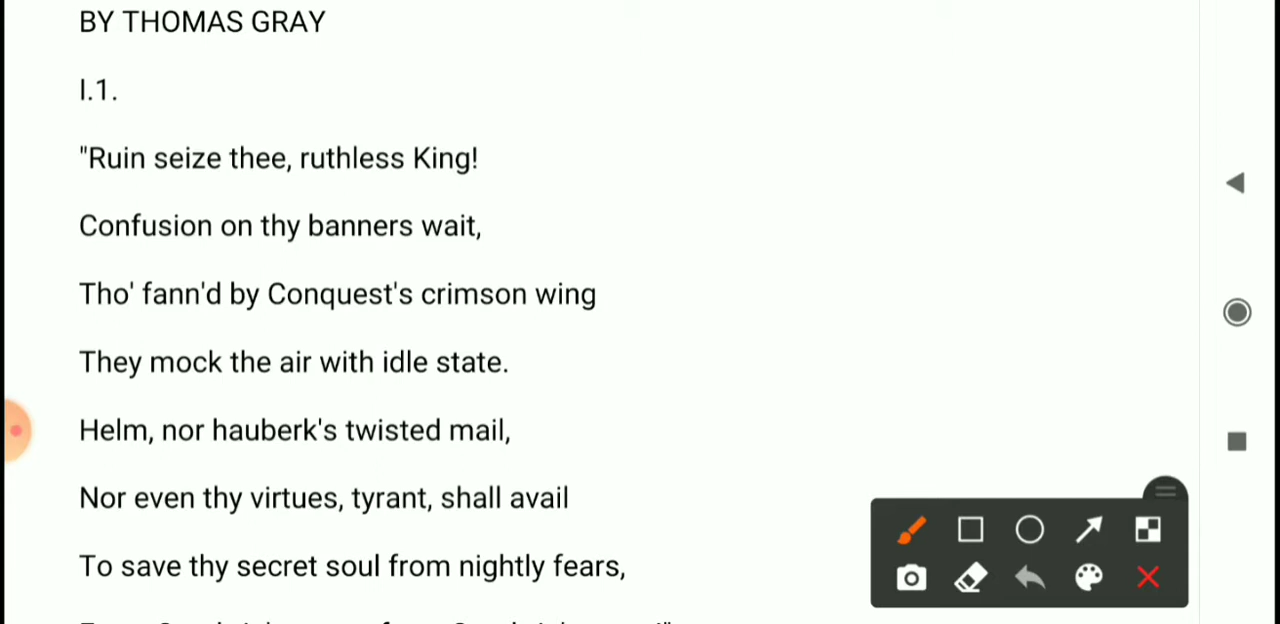 BY THOMAS GRAY
I.1.
"Ruin seize thee, ruthless King!
Confusion on thy banners wait,
Tho' fann'd by Conquest's crimson wing
They mock the air with idle state.
Helm, nor hauberk's twisted mail,
Nor even thy virtues, tyrant, shall avail
To save thy secret soul from nightly fears,